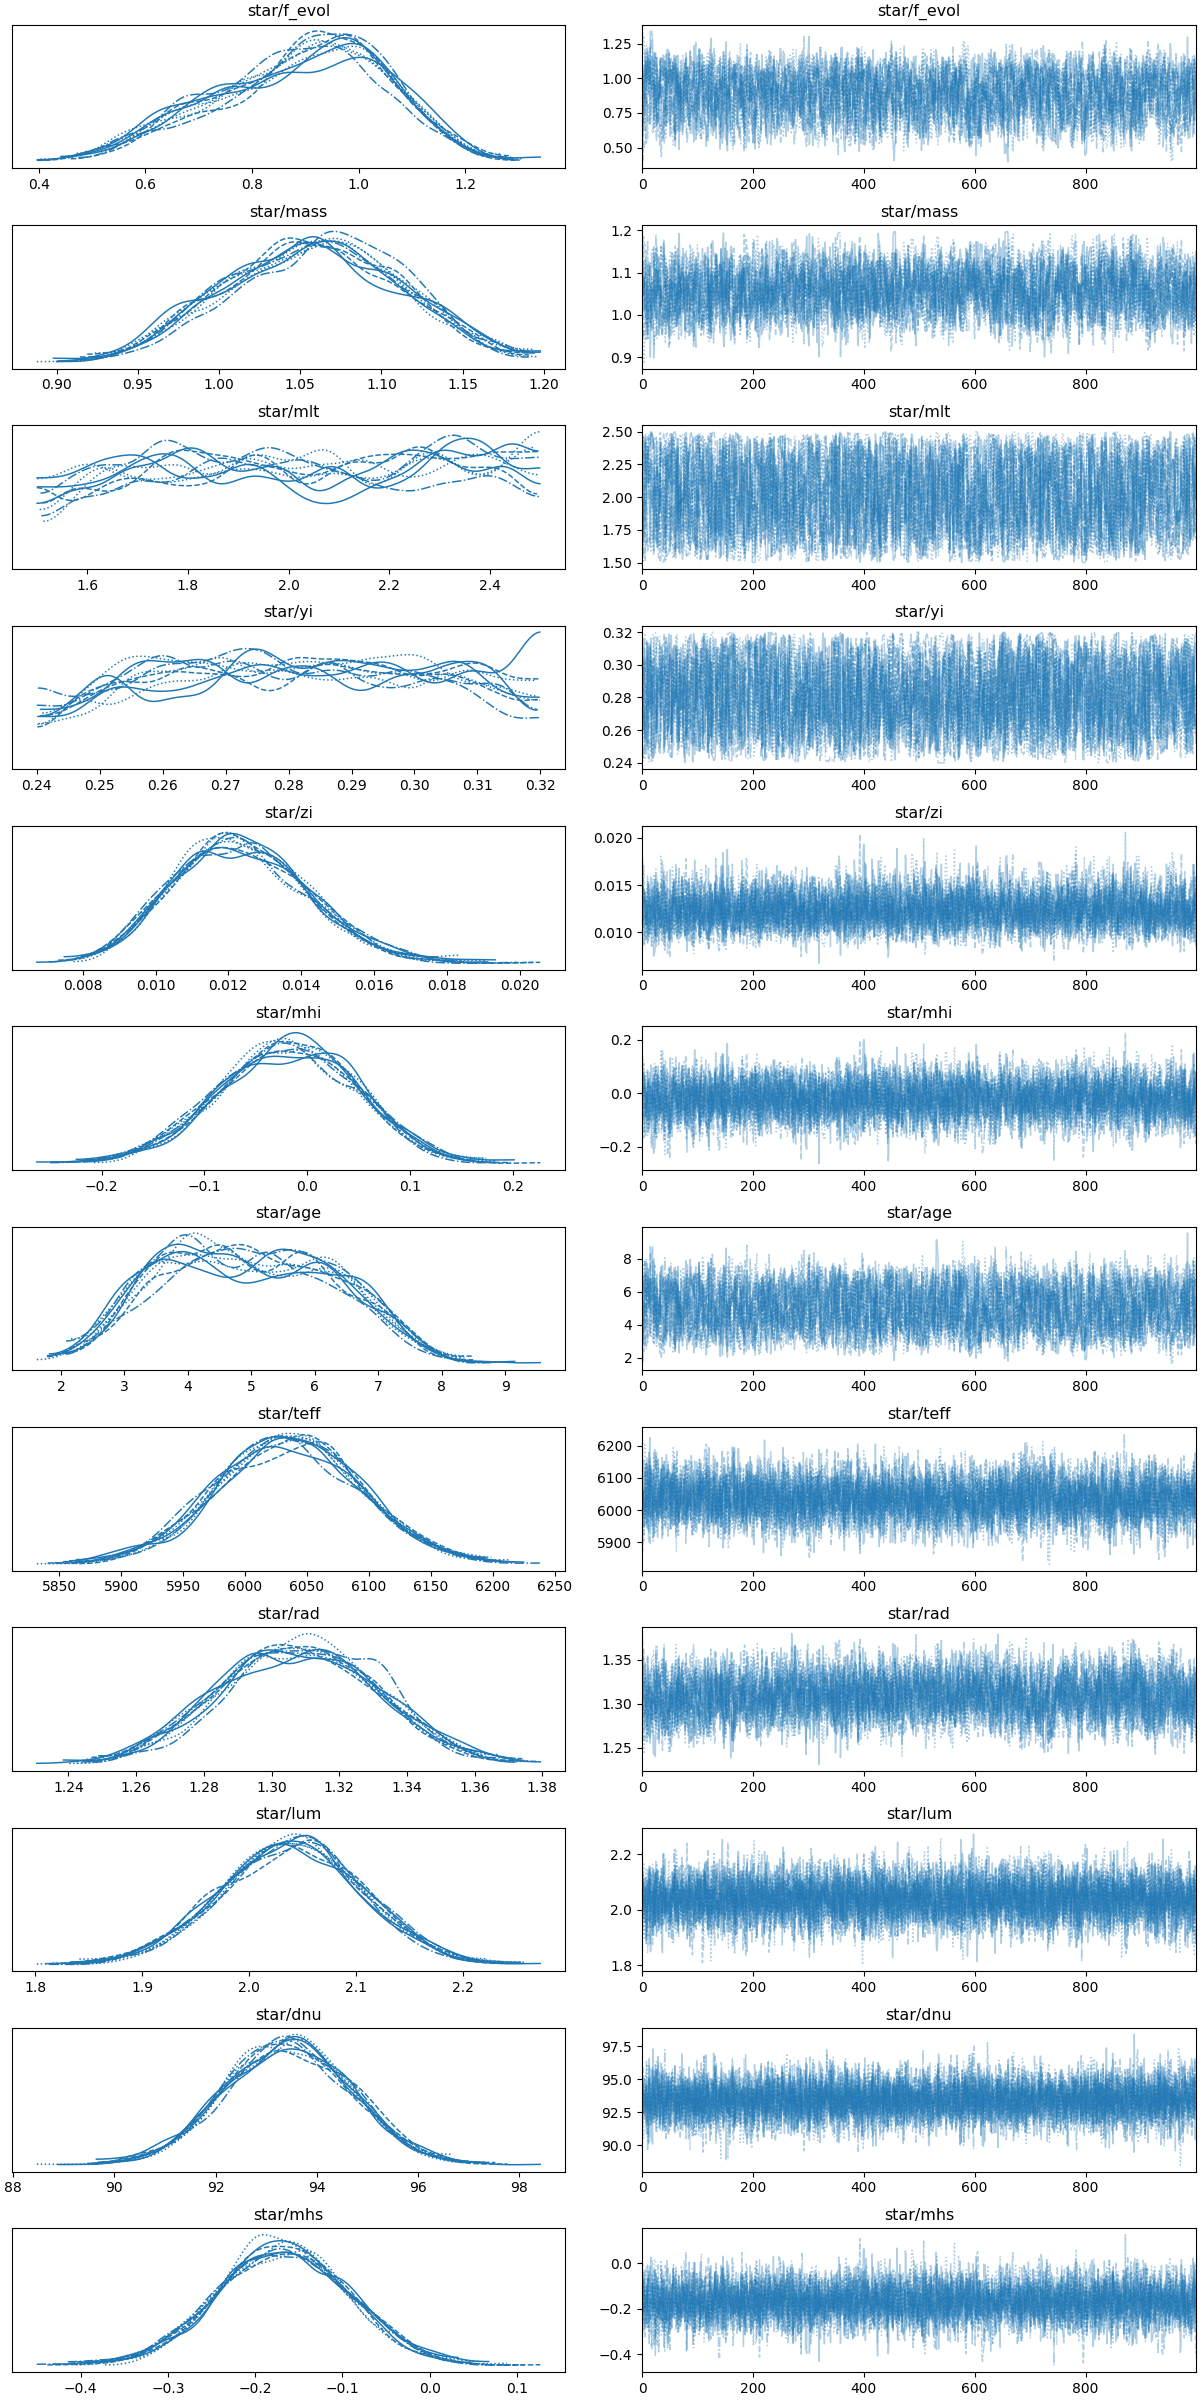 star/f_evol star/f_evol
1.25
1.00
0.75
0.50
0.4 0.6 0.8 1.0 1.2 0 200 400 600 800
star/mass star/mass
1.2
1.1
1.0
0.9
0.90 0.95 1.00 1.05 1.10 1.15 1.20 0 200 400 600 800
star/mlt star/mlt
2.50
2.25
2.00
1.75
1.50
1.6 1.8 2.0 2.2 2.4 0 200 400 600 800
star/yi star/yi
0.32
0.30
0.28
0.26
0.24
0.24 0.25 0.26 0.27 0.28 0.29 0.30 0.31 0.32 0 200 400 600 800
star/zi star/zi
0.020
0.015
0.010
0.008 0.010 0.012 0.014 0.016 0.018 0.020 0 200 400 600 800
star/mhi star/mhi
0.2
0.0
−0.2
−0.2 −0.1 0.0 0.1 0.2 0 200 400 600 800
star/age star/age
8
6
4
2
2 3 4 5 6 7 8 9 0 200 400 600 800
star/teff star/teff
6200
6100
6000
5900
5850 5900 5950 6000 6050 6100 6150 6200 6250 0 200 400 600 800
star/rad star/rad
1.35
1.30
1.25
1.24 1.26 1.28 1.30 1.32 1.34 1.36 1.38 0 200 400 600 800
star/lum star/lum
2.2
2.0
1.8
1.8 1.9 2.0 2.1 2.2 0 200 400 600 800
star/dnu star/dnu
97.5
95.0
92.5
90.0
88 90 92 94 96 98 0 200 400 600 800
star/mhs star/mhs
0.0
−0.2
−0.4
−0.4 −0.3 −0.2 −0.1 0.0 0.1 0 200 400 600 800